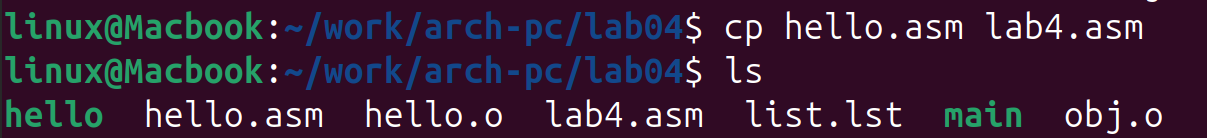 linux@Macbook:~/work/arch-pc/lab04$ cp hello.asm lab4.asm
linux@Macbook:~/work/arch-pc/lab04$ ls
hello  hello.asm  hello.o  lab4.asm  list.lst  main  obj.o